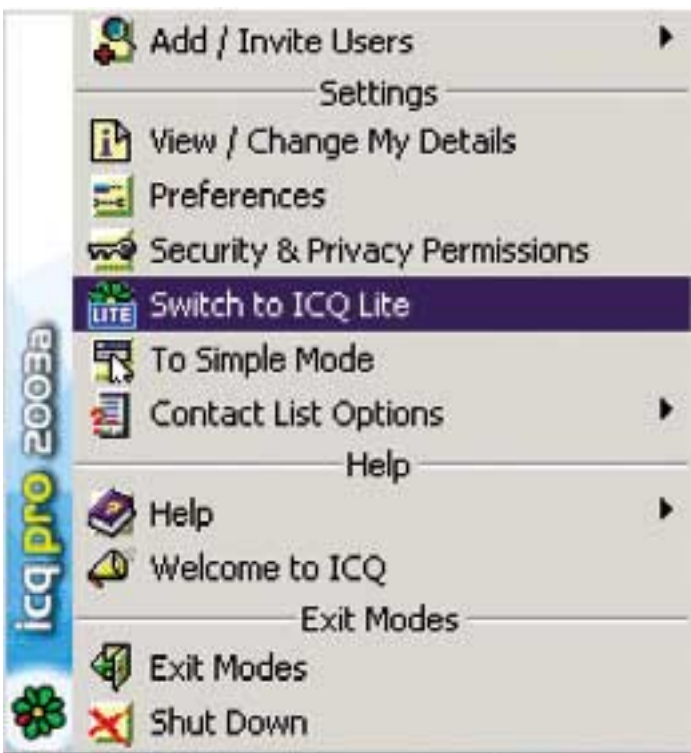 Add / Invite Users
Settings
View / Change My Details
Preferences
Security & Privacy Permissions
LITE Switch to ICQ Lite
To Simple Mode
Contact List Options
Help
Help
Welcome to ICQ
Exit Modes
Exit Modes
Shut Down
icq pro 2003a